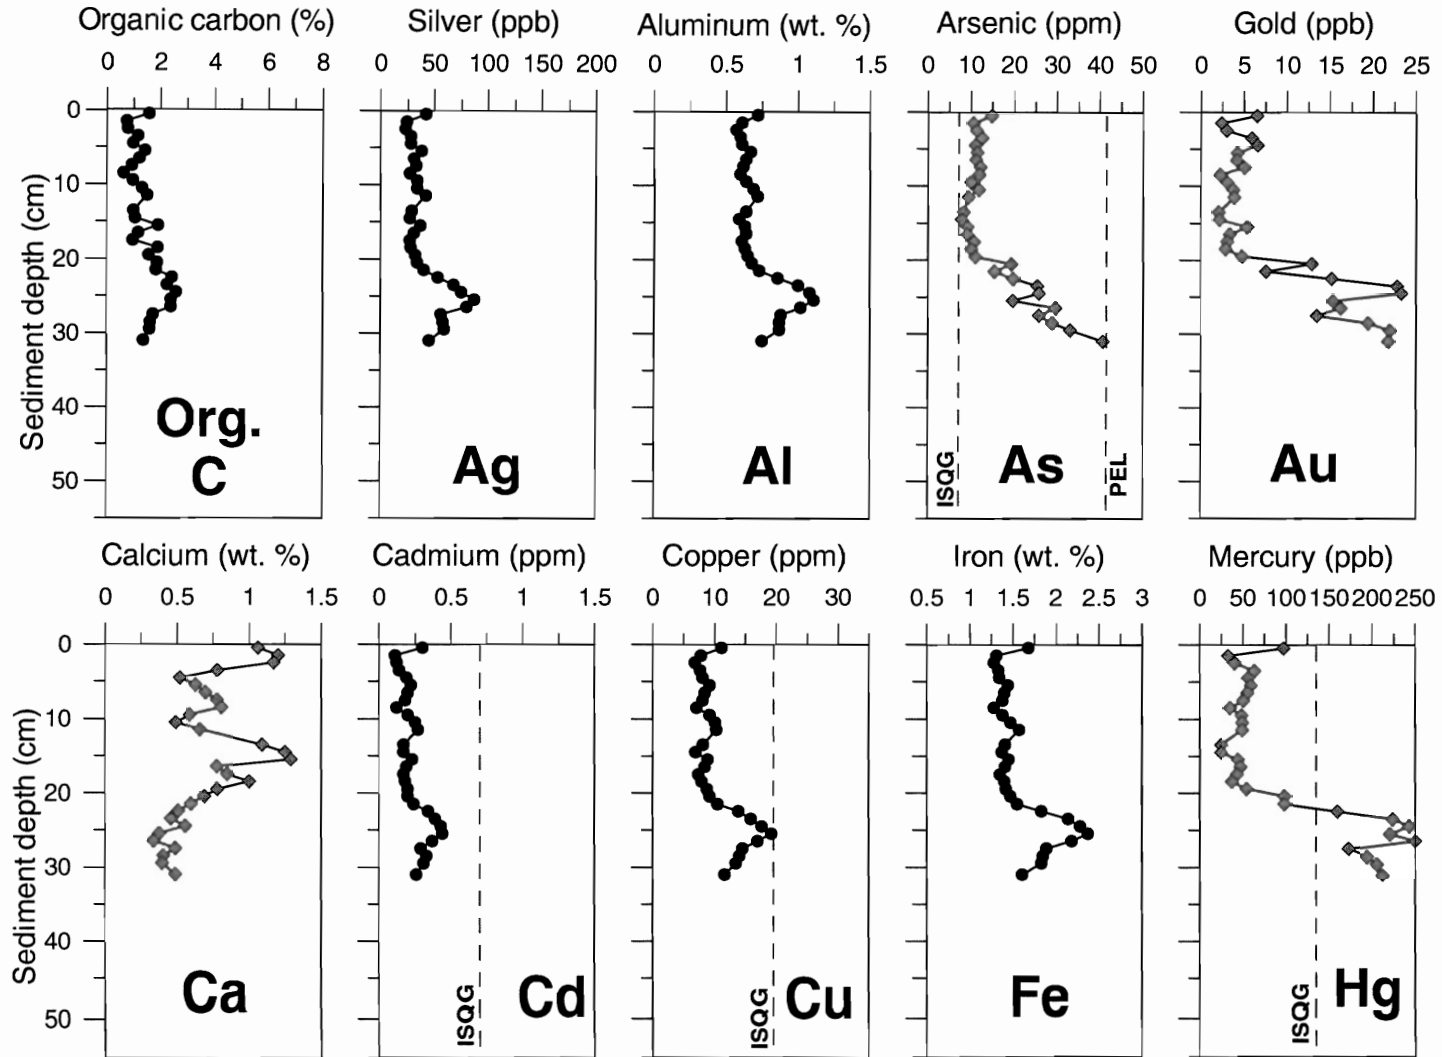 Organic carbon (%) Silver (ppb) Aluminum (wt. %) Arsenic (ppm) Gold (ppb)
0 2 4 6 8 0 50 100 150 200 0 0.5 1 1.5 0 10 20 30 40 50 0 5 10 15 20 25
0
10
20
30
40
50
Sediment depth (cm)
Org.
C
Ag
Al
ISQG
As
PEL
Au
Calcium (wt. %) Cadmium (ppm) Copper (ppm) Iron (wt. %) Mercury (ppb)
0 0.5 1 1.5 0 0.5 1 1.5 0 10 20 30 0.5 1 1.5 2 2.5 3 0 50 100 150 200 250
0
10
20
30
40
50
Sediment depth (cm)
Ca
ISQG
Cd
ISQG
Cu
Fe
ISQG
Hg